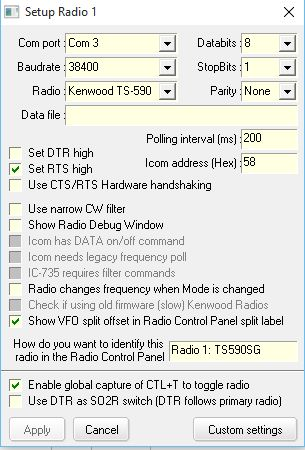 Setup Radio 1
Com port : Com 3 Databits : 8
Baudrate : 38400 StopBits : 1
Radio : Kenwood TS-590 Parity : None
Data file :
Polling interval (ms) : 200
Set DTR high
Icom address (Hex) : 58
Set RTS high
Use CTS/RTS Hardware handshaking
Use narrow CW filter
Show Radio Debug Window
Icom has DATA on/off command
Icom needs legacy frequency poll
IC-735 requires filter commands
Radio changes frequency when Mode is changed
Check if using old firmware (slow) Kenwood Radios
Show VFO split offset in Radio Control Panel split label
How do you want to identify this
radio in the Radio Control Panel
Radio 1: TS590SG
Enable global capture of CTL+T to toggle radio
Use DTR as SO2R switch (DTR follows primary radio)
Apply Cancel Custom settings